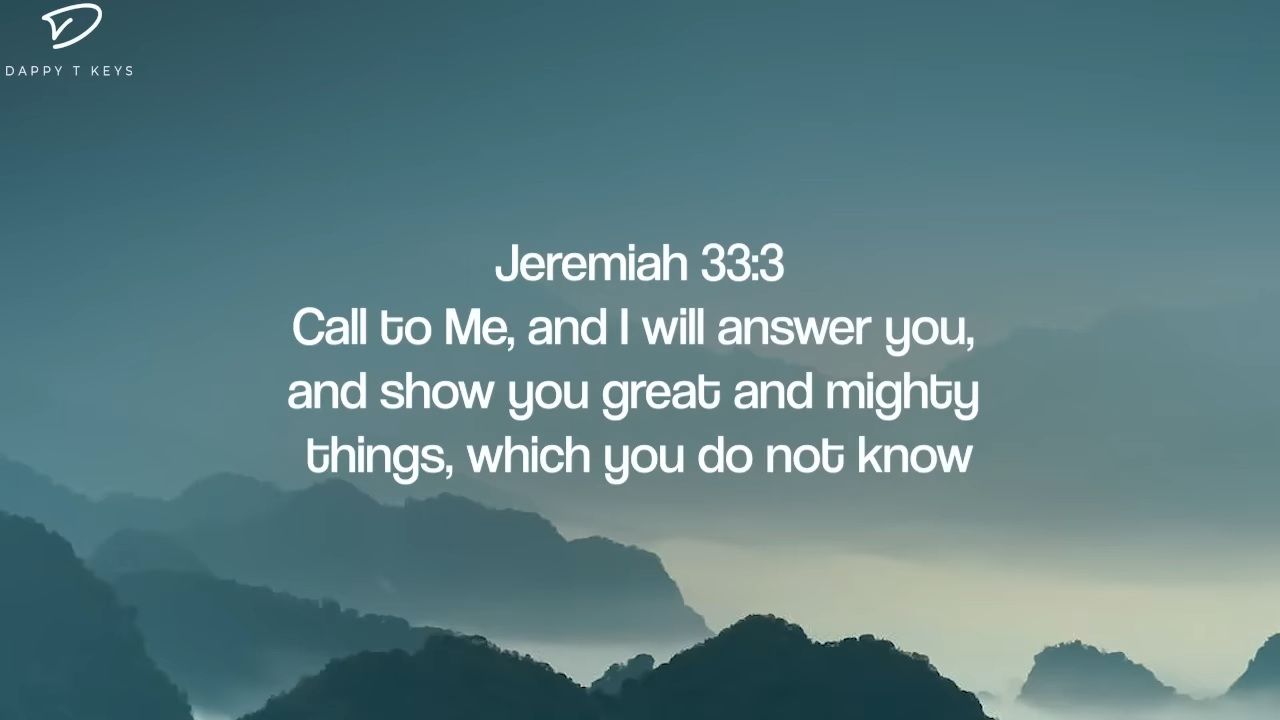 DAPPY T KEYS
Jeremiah 33:3
Call to Me, and I will answer you,
and show you great and mighty
things, which you do not know